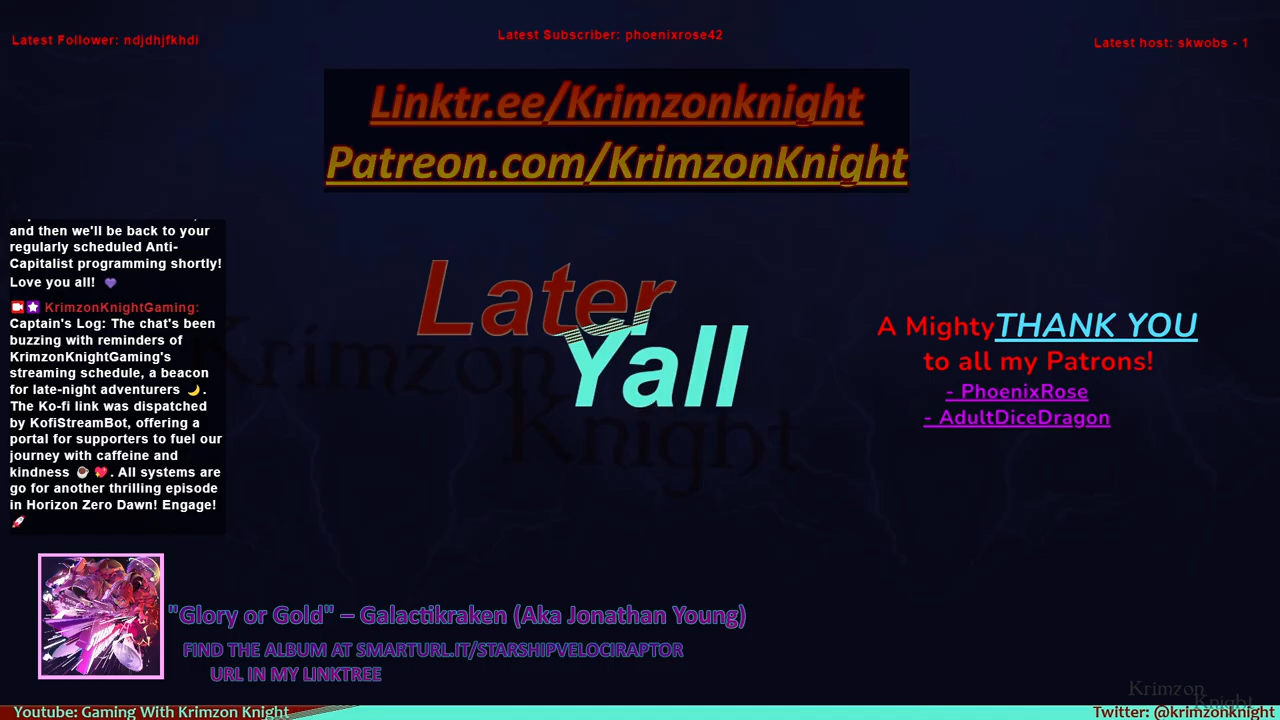 Latest Follower: ndjdhjfkhdi
Latest Subscriber: phoenixrose42
Latest host: skwobs - 1
Linktr.ee/Krimzonknight
Patreon.com/KrimzonKnight
and then we'll be back to your
regularly scheduled Anti-
Capitalist programming shortly!
Love you all! 💜
KrimzonKnightGaming:
Captain's Log: The chat's been
buzzing with reminders of
KrimzonKnightGaming's
streaming schedule, a beacon
for late-night adventurers 🌙.
The Ko-fi link was dispatched
by KofiStreamBot, offering a
portal for supporters to fuel our
journey with caffeine and
kindness ☕💖. All systems are
go for another thrilling episode
in Horizon Zero Dawn! Engage!
🚀
Later
Yall
Krimzon
Knight
A Mighty THANK YOU
to all my Patrons!
- PhoenixRose
- AdultDiceDragon
"Glory or Gold" – Galactikraken (Aka Jonathan Young)
FIND THE ALBUM AT SMARTURL.IT/STARSHIPVELOCIRAPTOR
URL IN MY LINKTREE
Krimzon
Knight
Youtube: Gaming With Krimzon Knight
Twitter: @krimzonknight